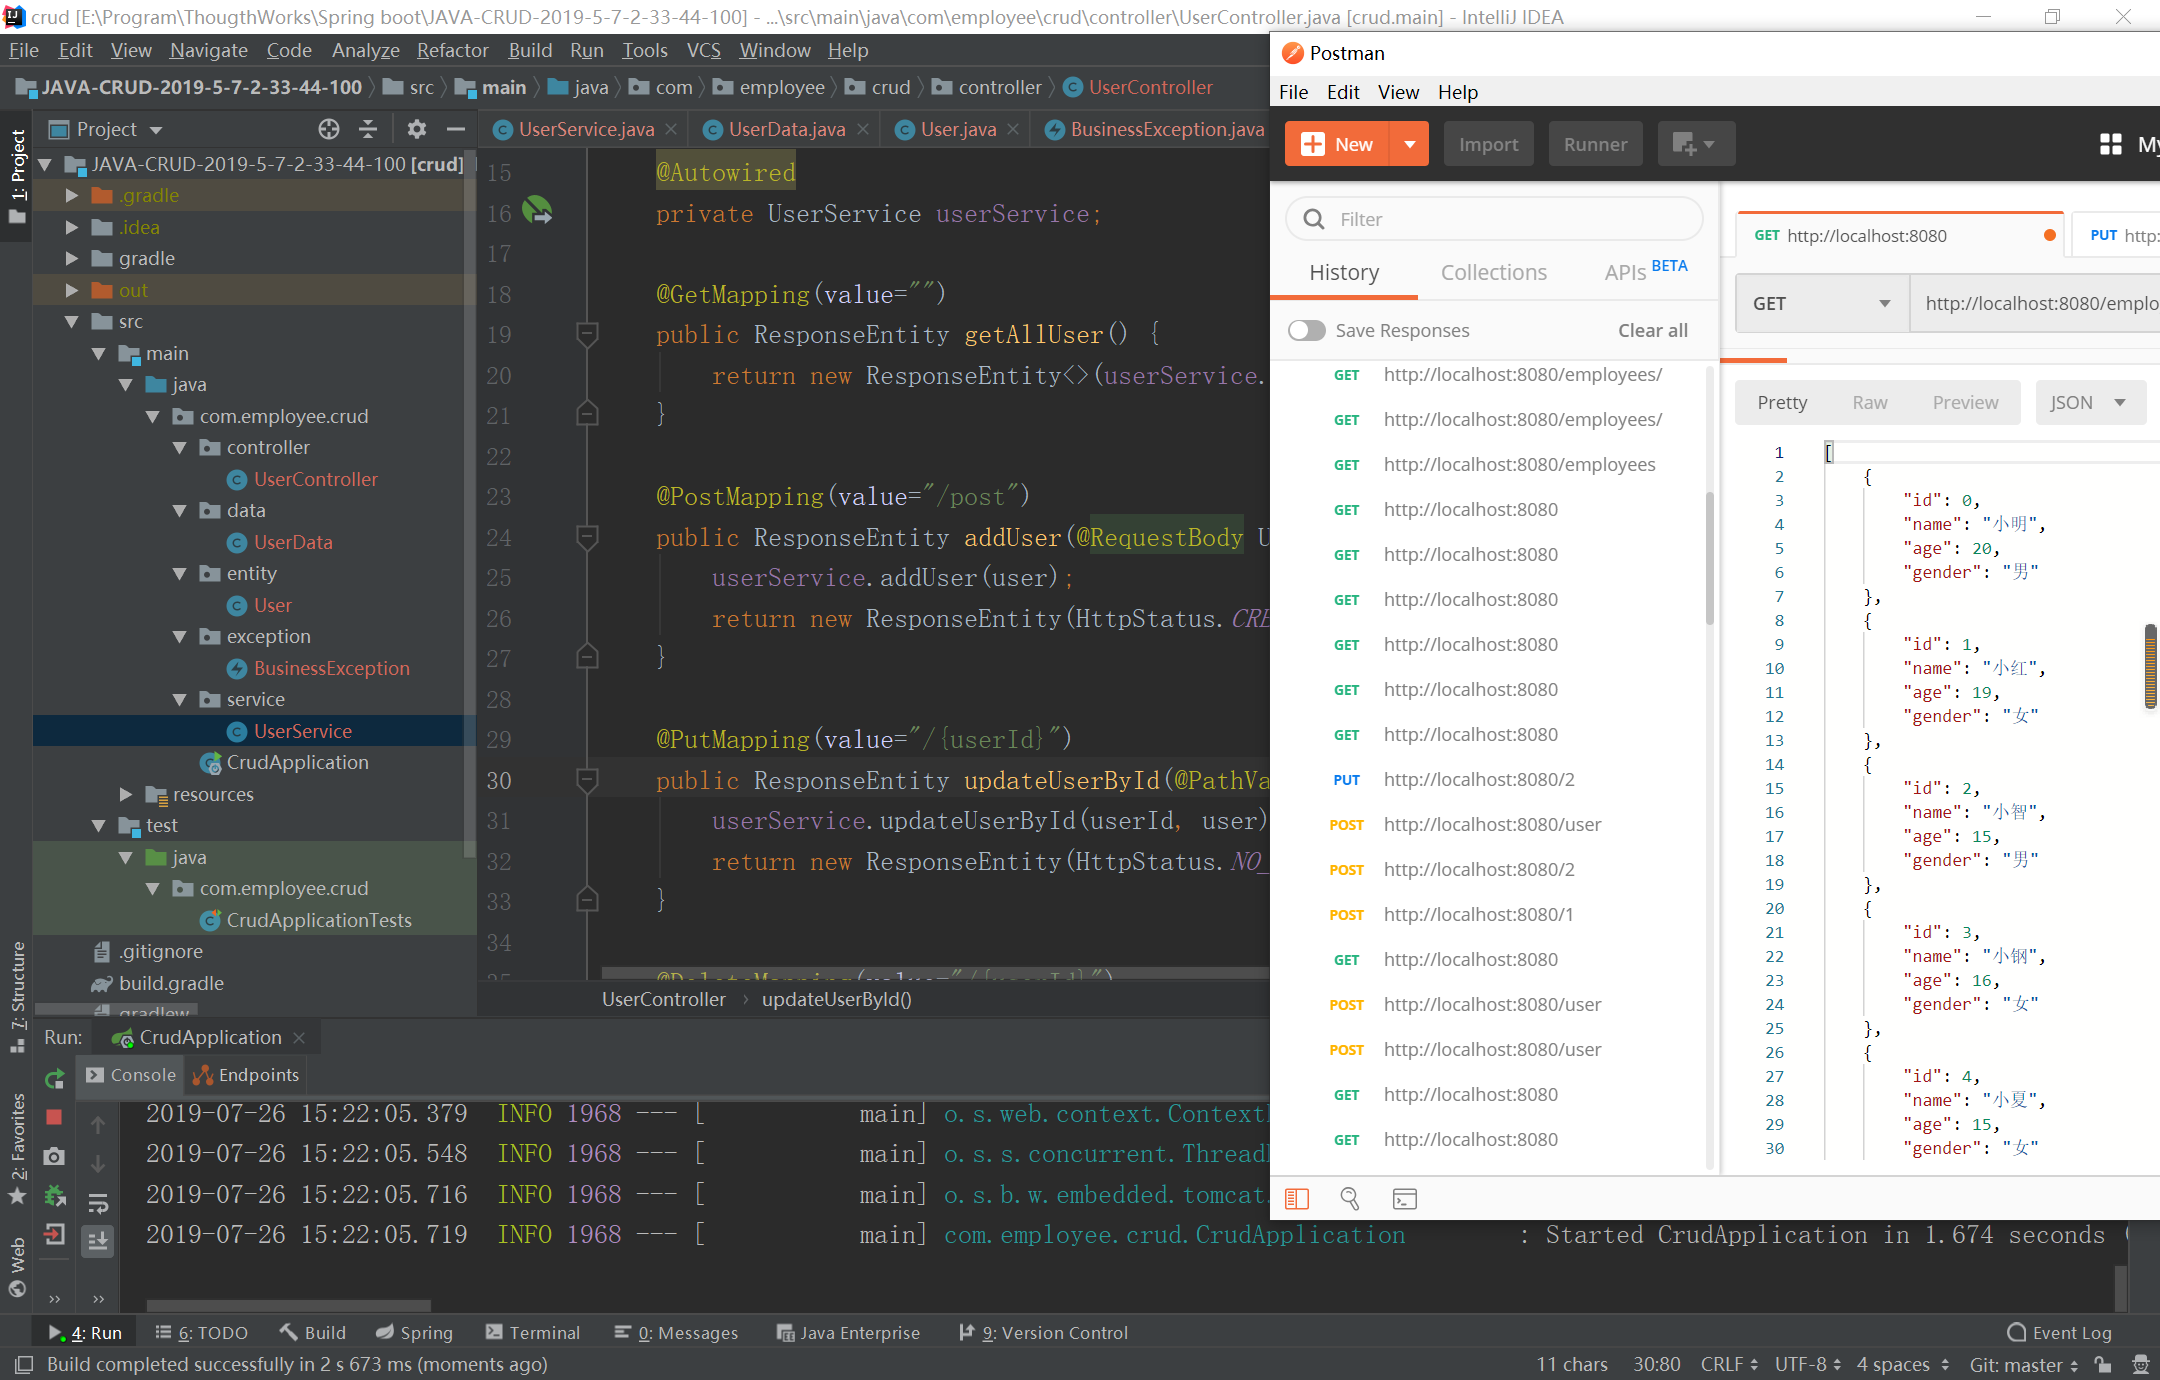 crud [E:\Program\ThougthWorks\Spring boot\JAVA-CRUD-2019-5-7-2-33-44-100] - ...\src\main\java\com\employee\crud\controller\UserController.java [crud.main] - IntelliJ IDEA
File Edit View Navigate Code Analyze Refactor Build Run Tools VCS Window Help
JAVA-CRUD-2019-5-7-2-33-44-100 src main java com employee crud controller UserController
Project
UserService.java UserData.java User.java BusinessException.java
1: Project
7: Structure
2: Favorites
Web
JAVA-CRUD-2019-5-7-2-33-44-100 [crud]
.gradle
.idea
gradle
out
src
main
java
com.employee.crud
controller
UserController
data
UserData
entity
User
exception
BusinessException
service
UserService
CrudApplication
resources
test
java
com.employee.crud
CrudApplicationTests
.gitignore
build.gradle
gradlew
15 @Autowired
16 private UserService userService;
17
18 @GetMapping(value="")
19 public ResponseEntity getAllUser() {
20 return new ResponseEntity<>(userService.
21 }
22
23 @PostMapping(value="/post")
24 public ResponseEntity addUser(@RequestBody U
25 userService.addUser(user);
26 return new ResponseEntity(HttpStatus.CRE
27 }
28
29 @PutMapping(value="/{userId}")
30 public ResponseEntity updateUserById(@PathVa
31 userService.updateUserById(userId, user)
32 return new ResponseEntity(HttpStatus.NO_
33 }
34
35 @DeleteMapping(value="/{userId}")
UserController › updateUserById()
Postman
File Edit View Help
New Import Runner My
Filter
History Collections APIs BETA
Save Responses Clear all
GET http://localhost:8080/employees/
GET http://localhost:8080/employees/
GET http://localhost:8080/employees
GET http://localhost:8080
GET http://localhost:8080
GET http://localhost:8080
GET http://localhost:8080
GET http://localhost:8080
GET http://localhost:8080
PUT http://localhost:8080/2
POST http://localhost:8080/user
POST http://localhost:8080/2
POST http://localhost:8080/1
GET http://localhost:8080
POST http://localhost:8080/user
POST http://localhost:8080/user
GET http://localhost:8080
GET http://localhost:8080
GET http://localhost:8080 PUT http:
GET http://localhost:8080/emplo
Pretty Raw Preview JSON
1 [
2 {
3 "id": 0,
4 "name": "小明",
5 "age": 20,
6 "gender": "男"
7 },
8 {
9 "id": 1,
10 "name": "小红",
11 "age": 19,
12 "gender": "女"
13 },
14 {
15 "id": 2,
16 "name": "小智",
17 "age": 15,
18 "gender": "男"
19 },
20 {
21 "id": 3,
22 "name": "小钢",
23 "age": 16,
24 "gender": "女"
25 },
26 {
27 "id": 4,
28 "name": "小夏",
29 "age": 15,
30 "gender": "女"
Run: CrudApplication
Console Endpoints
2019-07-26 15:22:05.379 INFO 1968 --- [ main] o.s.web.context.Context
2019-07-26 15:22:05.548 INFO 1968 --- [ main] o.s.s.concurrent.Thread
2019-07-26 15:22:05.716 INFO 1968 --- [ main] o.s.b.w.embedded.tomcat.
2019-07-26 15:22:05.719 INFO 1968 --- [ main] com.employee.crud.CrudApplication : Started CrudApplication in 1.674 seconds (
4: Run 6: TODO Build Spring Terminal 0: Messages Java Enterprise 9: Version Control Event Log
Build completed successfully in 2 s 673 ms (moments ago) 11 chars 30:80 CRLF UTF-8 4 spaces Git: master